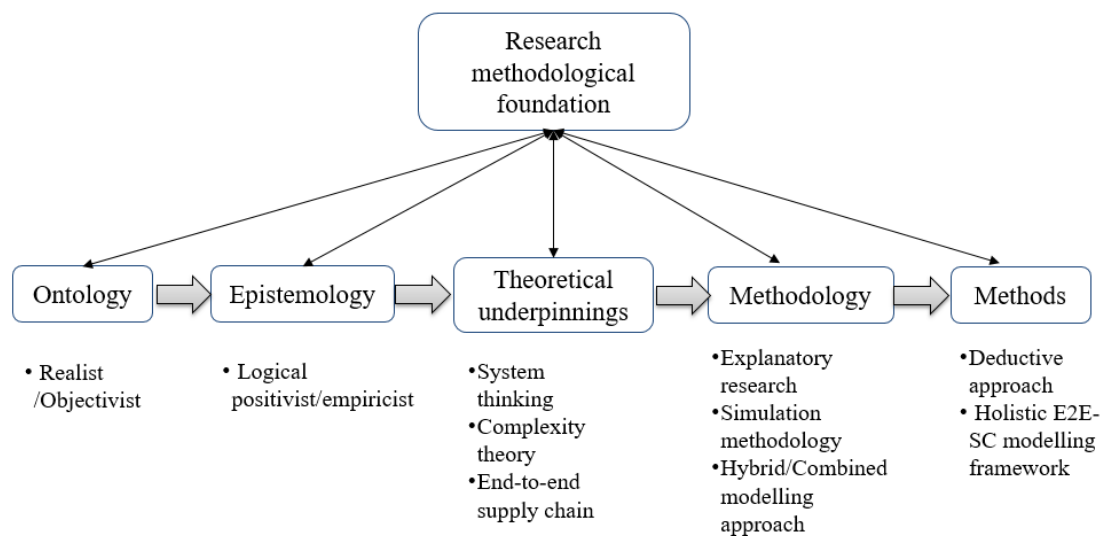 Research
methodological
foundation
Ontology
Epistemology
Theoretical
underpinnings
Methodology
Methods
• Realist
/Objectivist
• Logical
positivist/empiricist
•System
thinking
•Complexity
theory
•End-to-end
supply chain
•Explanatory
research
•Simulation
methodology
•Hybrid/Combined
modelling
approach
•Deductive
approach
• Holistic E2E-
SC modelling
framework